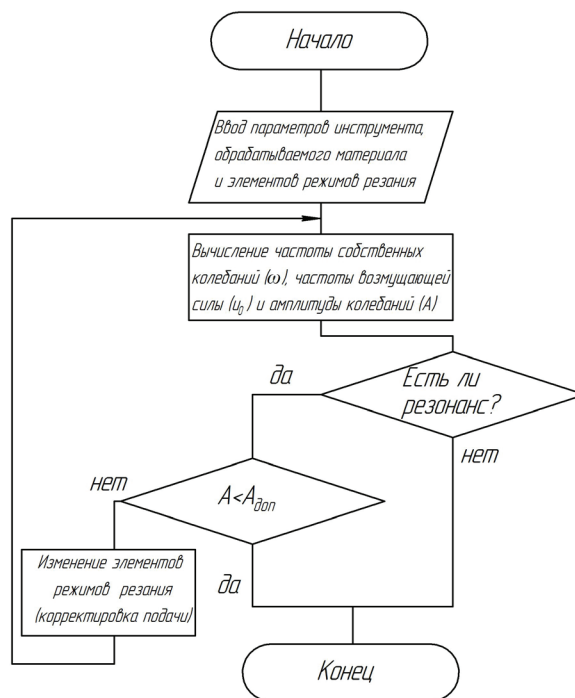 Начало
Ввод параметров инструмента,
обрабатываемого материала
и элементов режимов резания
Вычисление частоты собственных
колебаний (ω), частоты возмущающей
силы (u₀) и амплитуды колебаний (А)
Есть ли
резонанс?
да
нет
А<Адоп
нет
да
Изменение элементов
режимов резания
(корректировка подачи)
Конец